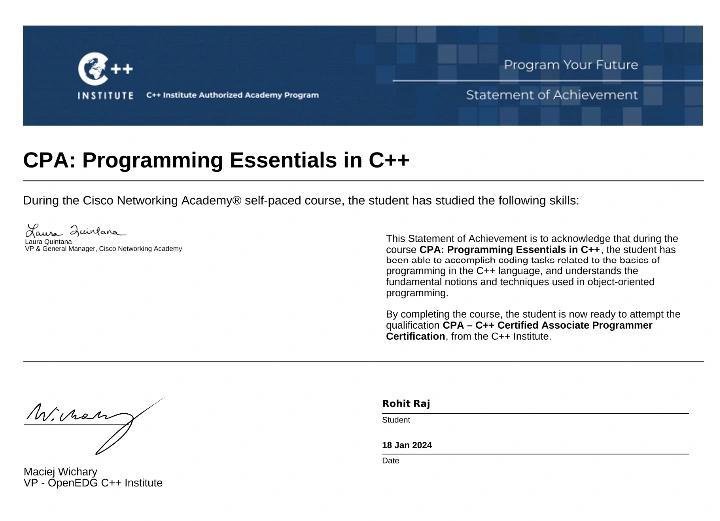 C++
INSTITUTE
C++ Institute Authorized Academy Program
Program Your Future
Statement of Achievement
CPA: Programming Essentials in C++
During the Cisco Networking Academy® self-paced course, the student has studied the following skills:
Laura Quintana
Laura Quintana
VP & General Manager, Cisco Networking Academy
This Statement of Achievement is to acknowledge that during the
course CPA: Programming Essentials in C++, the student has
been able to accomplish coding tasks related to the basics of
programming in the C++ language, and understands the
fundamental notions and techniques used in object-oriented
programming.
By completing the course, the student is now ready to attempt the
qualification CPA – C++ Certified Associate Programmer
Certification, from the C++ Institute.
W. chary
Maciej Wichary
VP - OpenEDG C++ Institute
Rohit Raj
Student
18 Jan 2024
Date